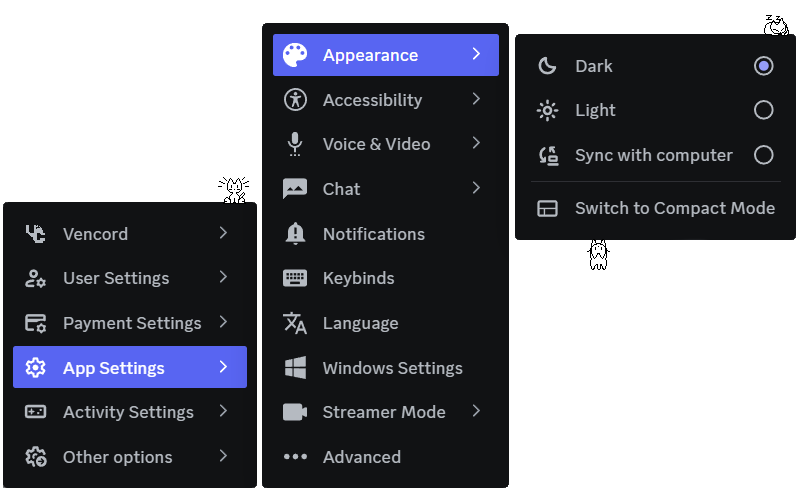 Vencord
User Settings
Payment Settings
App Settings
Activity Settings
Other options
Appearance
Accessibility
Voice & Video
Chat
Notifications
Keybinds
Language
Windows Settings
Streamer Mode
Advanced
zz
Dark
Light
Sync with computer
Switch to Compact Mode